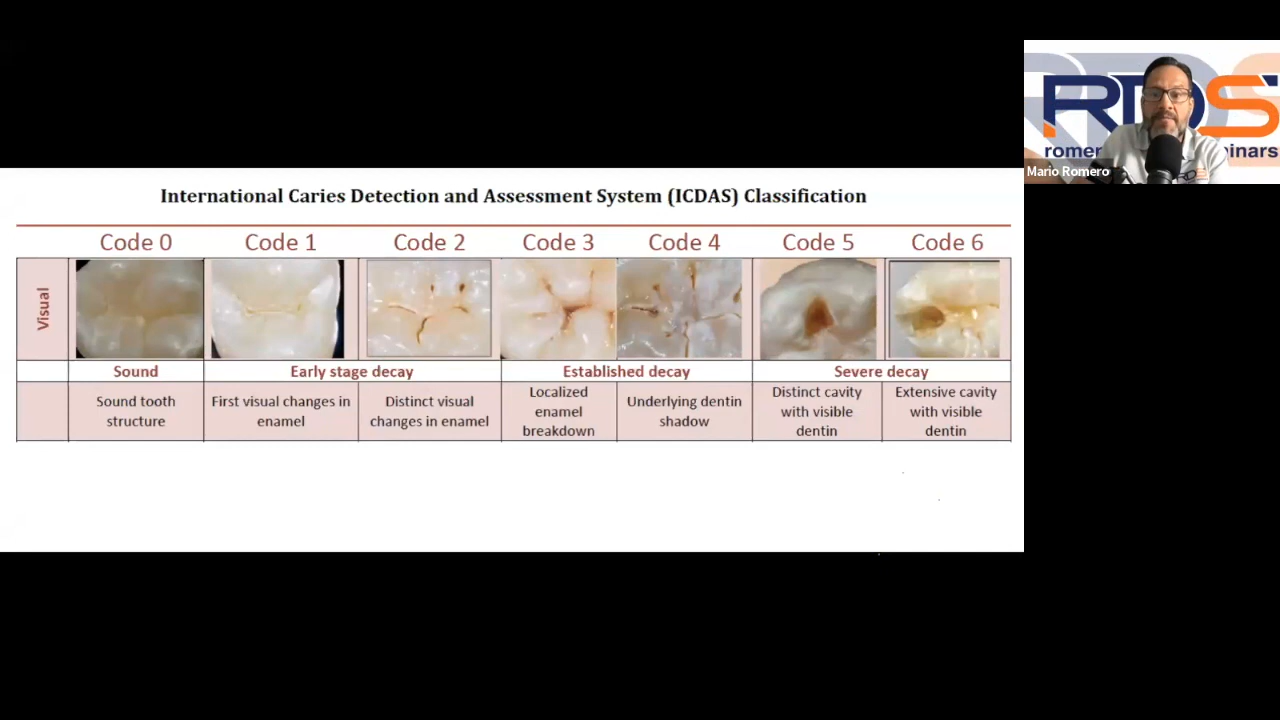 International Caries Detection and Assessment System (ICDAS) Classification
Code 0 Code 1 Code 2 Code 3 Code 4 Code 5 Code 6
Visual
Sound Early stage decay Established decay Severe decay
Sound tooth
structure
First visual changes in
enamel
Distinct visual
changes in enamel
Localized
enamel
breakdown
Underlying dentin
shadow
Distinct cavity
with visible
dentin
Extensive cavity
with visible
dentin
RDS
romer inars
Mario Romero